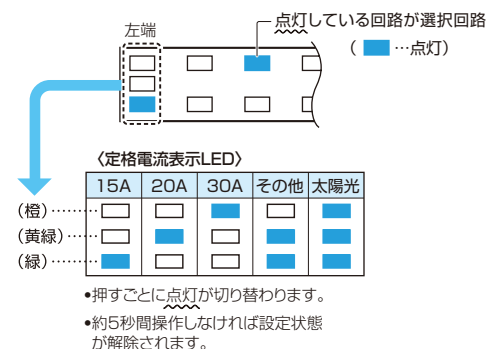 左端
点灯している回路が選択回路
( …点灯)
〈定格電流表示LED〉
15A 20A 30A その他 太陽光
(橙)………
(黄緑)……
(緑)………
•押すごとに点灯が切り替わります。
•約5秒間操作しなければ設定状態
が解除されます。